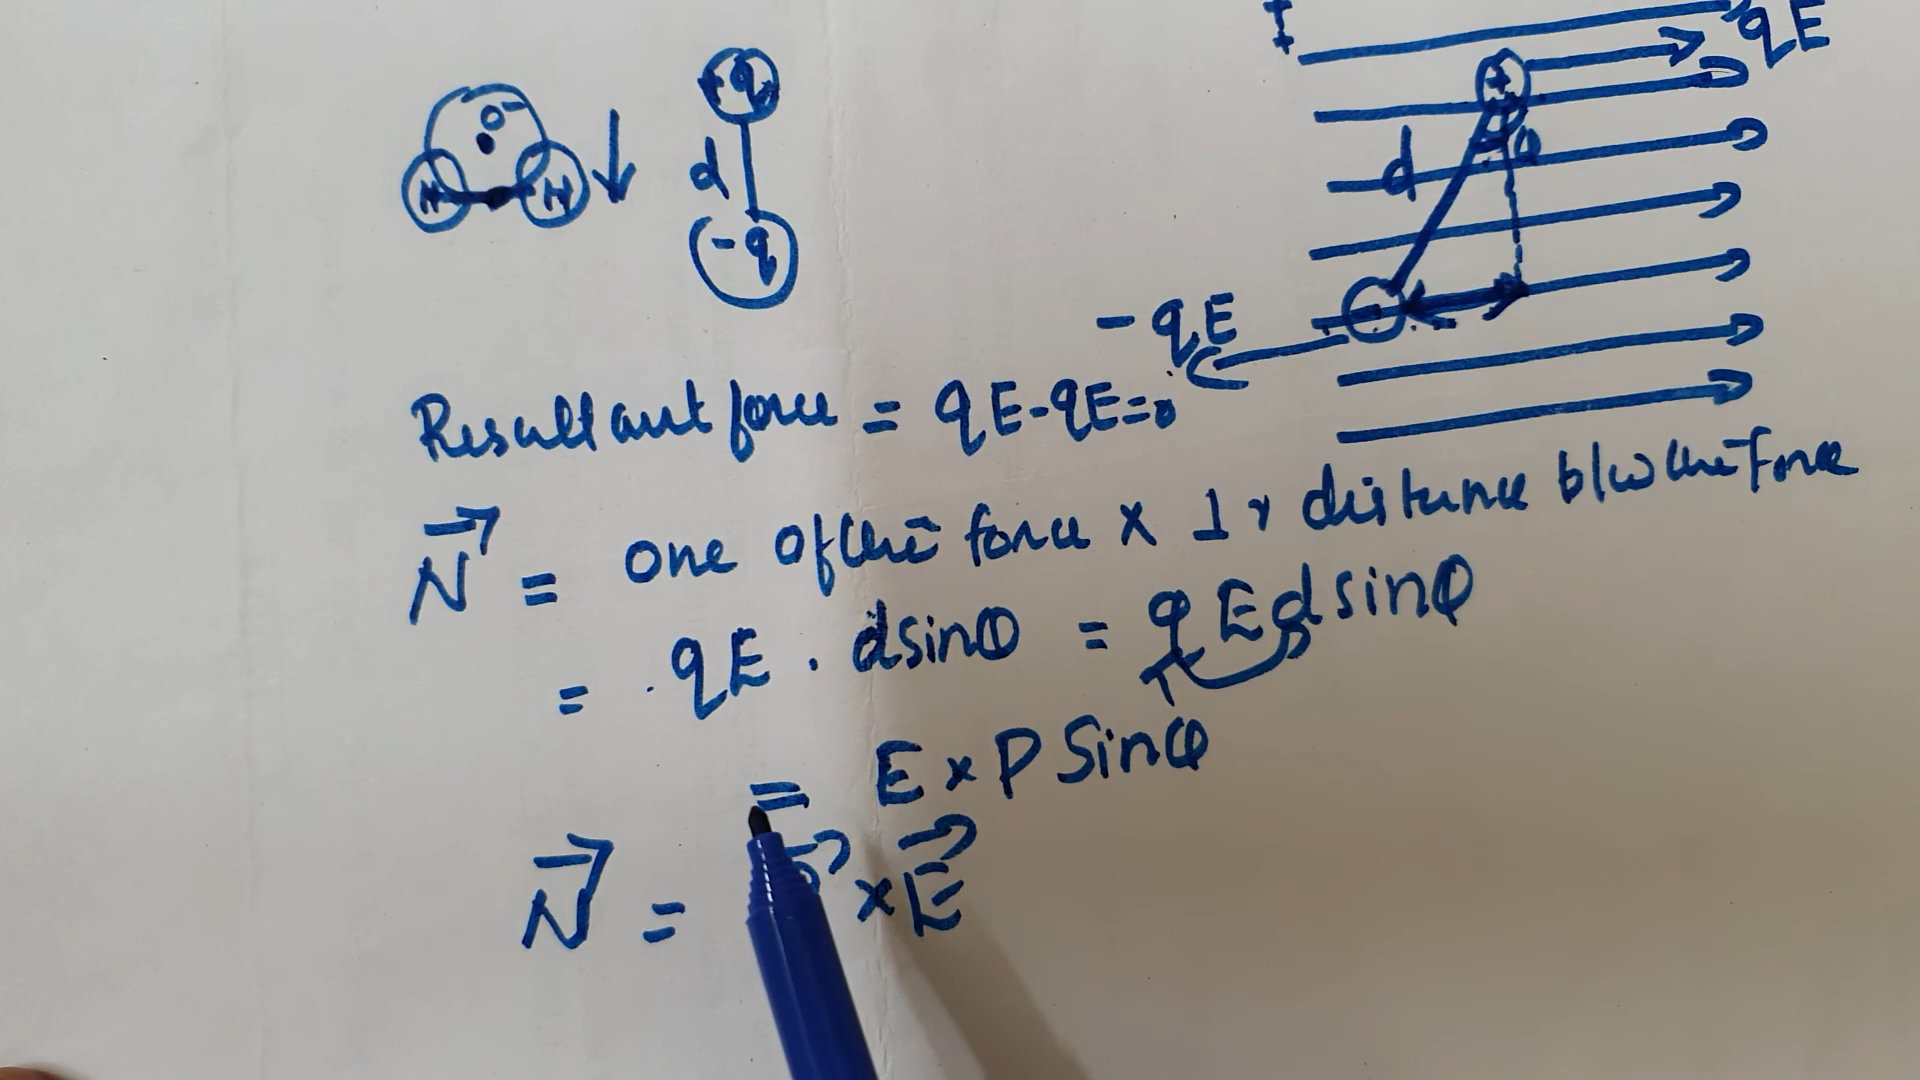 O-
H H
+q
d
-q
+
+
qE
+
d
θ
-
-qE
Resultant force = qE-qE=0
N⃗ = one of the force x ⊥r distance b/w the Force
= qE . dsinθ = qEdsinθ
= E x P Sinθ
N⃗ = x E⃗